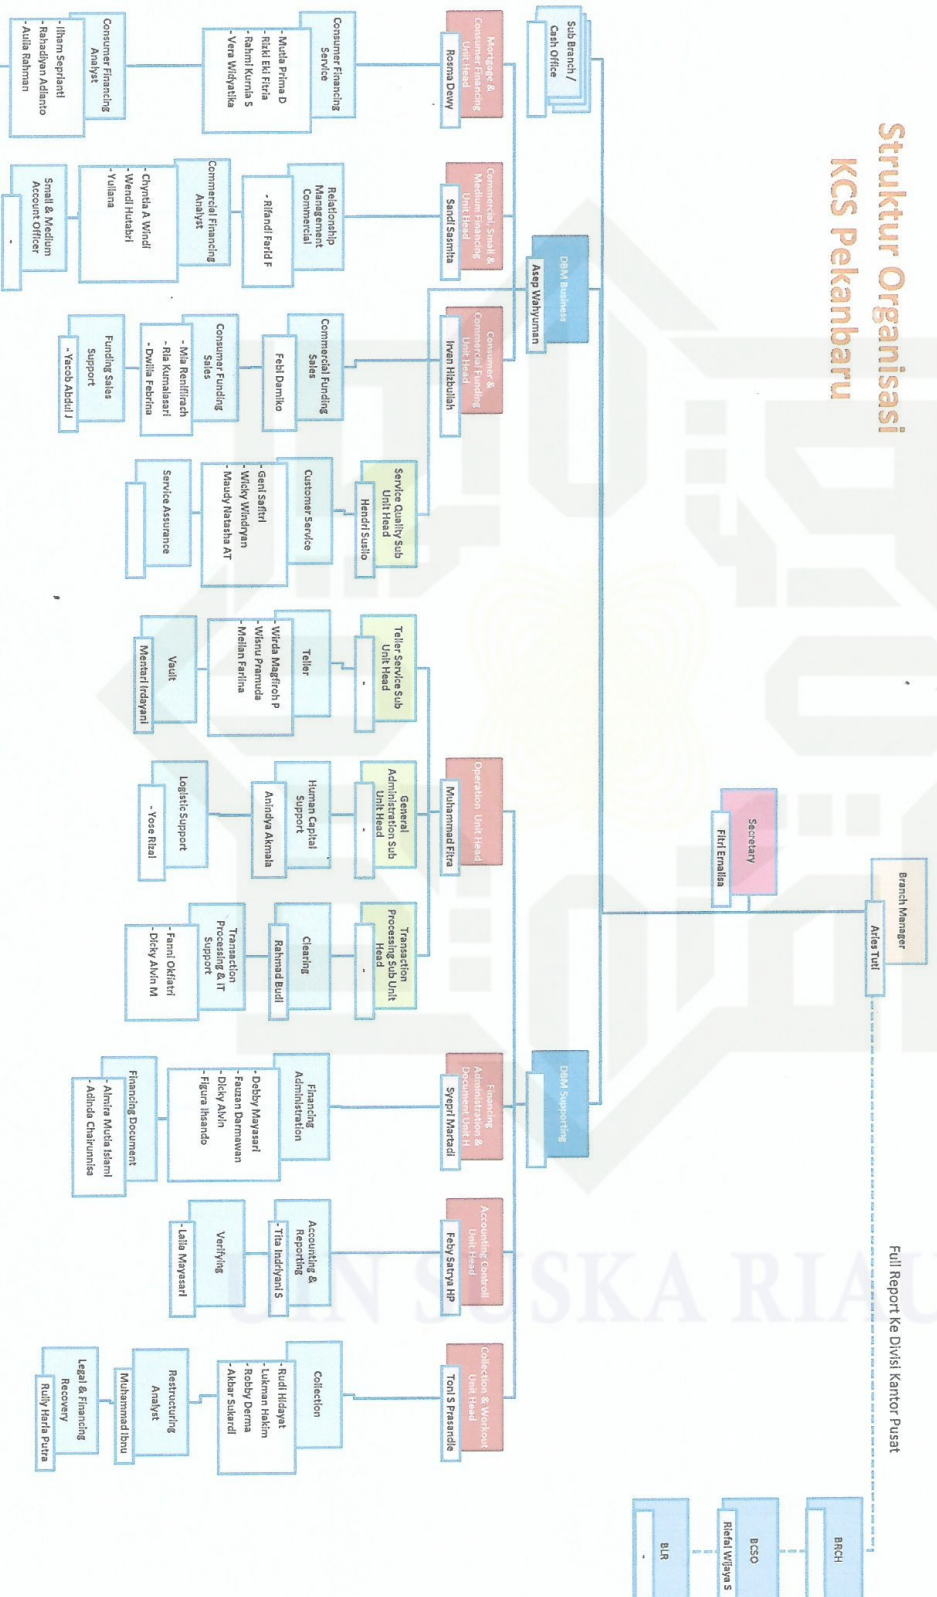 Struktur Organisasi
KCS Pekanbaru
Branch Manager
Aries Tuti
Full Report Ke Divisi Kantor Pusat
Secretary
Fitri Ernalisa
BRCH
BCSO
Riefal Wijaya S
BLR
-
Sub Branch /
Cash Office
DBM Business
Asep Wahyuman
DBM Supporting
Mortgage &
Consumer Financing
Unit Head
Rosma Dewy
Commercial, Small &
Medium Financing
Unit Head
Sandi Sasmita
Consumer &
Commercial Funding
Unit Head
Irvan Hizbullah
Operation Unit Head
Muhammad Fitra
Financing
Administration &
Document Unit H
Syepri Martadi
Accounting Controll
Unit Head
Feby Satrya HP
Collection & Workout
Unit Head
Toni S Prasandie
Service Quality Sub
Unit Head
Hendri Susilo
Teller Service Sub
Unit Head
-
General
Administration Sub
Unit Head
-
Transaction
Processing Sub Unit
Head
-
Consumer Financing
Service
- Mutia Prima D
- Rizki Eki Fitria
- Rahmi Kurnia S
- Vera Widyatika
Relationship
Management
Commercial
- Rifandi Farid F
Commercial Funding
Sales
Febi Damiko
Customer Service
- Geni Safitri
- Wicky Windryan
- Maudy Natasha AT
Teller
- Wirda Magfiroh P
- Wisnu Pramuda
- Meilan Farlina
Human Capital
Support
Anindya Akmala
Clearing
Rahmad Budi
Financing
Administration
- Debby Mayasari
- Fauzan Darmawan
- Dicky Alvin
- Figura Ihsando
Accounting &
Reporting
- Tita Indriyani S
Collection
- Rudi Hidayat
- Lukman Hakim
- Robby Derma
- Akbar Sukardi
Consumer Financing
Analyst
- Ilham Seprianti
- Rahadiyan Adianto
- Aulia Rahman
Commercial Financing
Analyst
- Chyntia A Windi
- Wendi Hutabri
- Yuliana
Small & Medium
Account Officer
-
Consumer Funding
Sales
- Mia Reniflirach
- Ria Kumalasari
- Dwilia Febrina
Funding Sales
Support
- Yacob Abdul J
Service Assurance
Vault
Mentari Irdayani
Logistic Support
- Yose Rizal
Transaction
Processing & IT
Support
- Fanni Okfiatri
- Dicky Alvin M
Financing Document
- Almira Mutia Islami
- Adinda Chairunnisa
Verifying
- Laila Mayasari
Restructuring
Analyst
Muhammad Ibnu
Legal & Financing
Recovery
Rully Haria Putra
UIN SUSKA RIAU